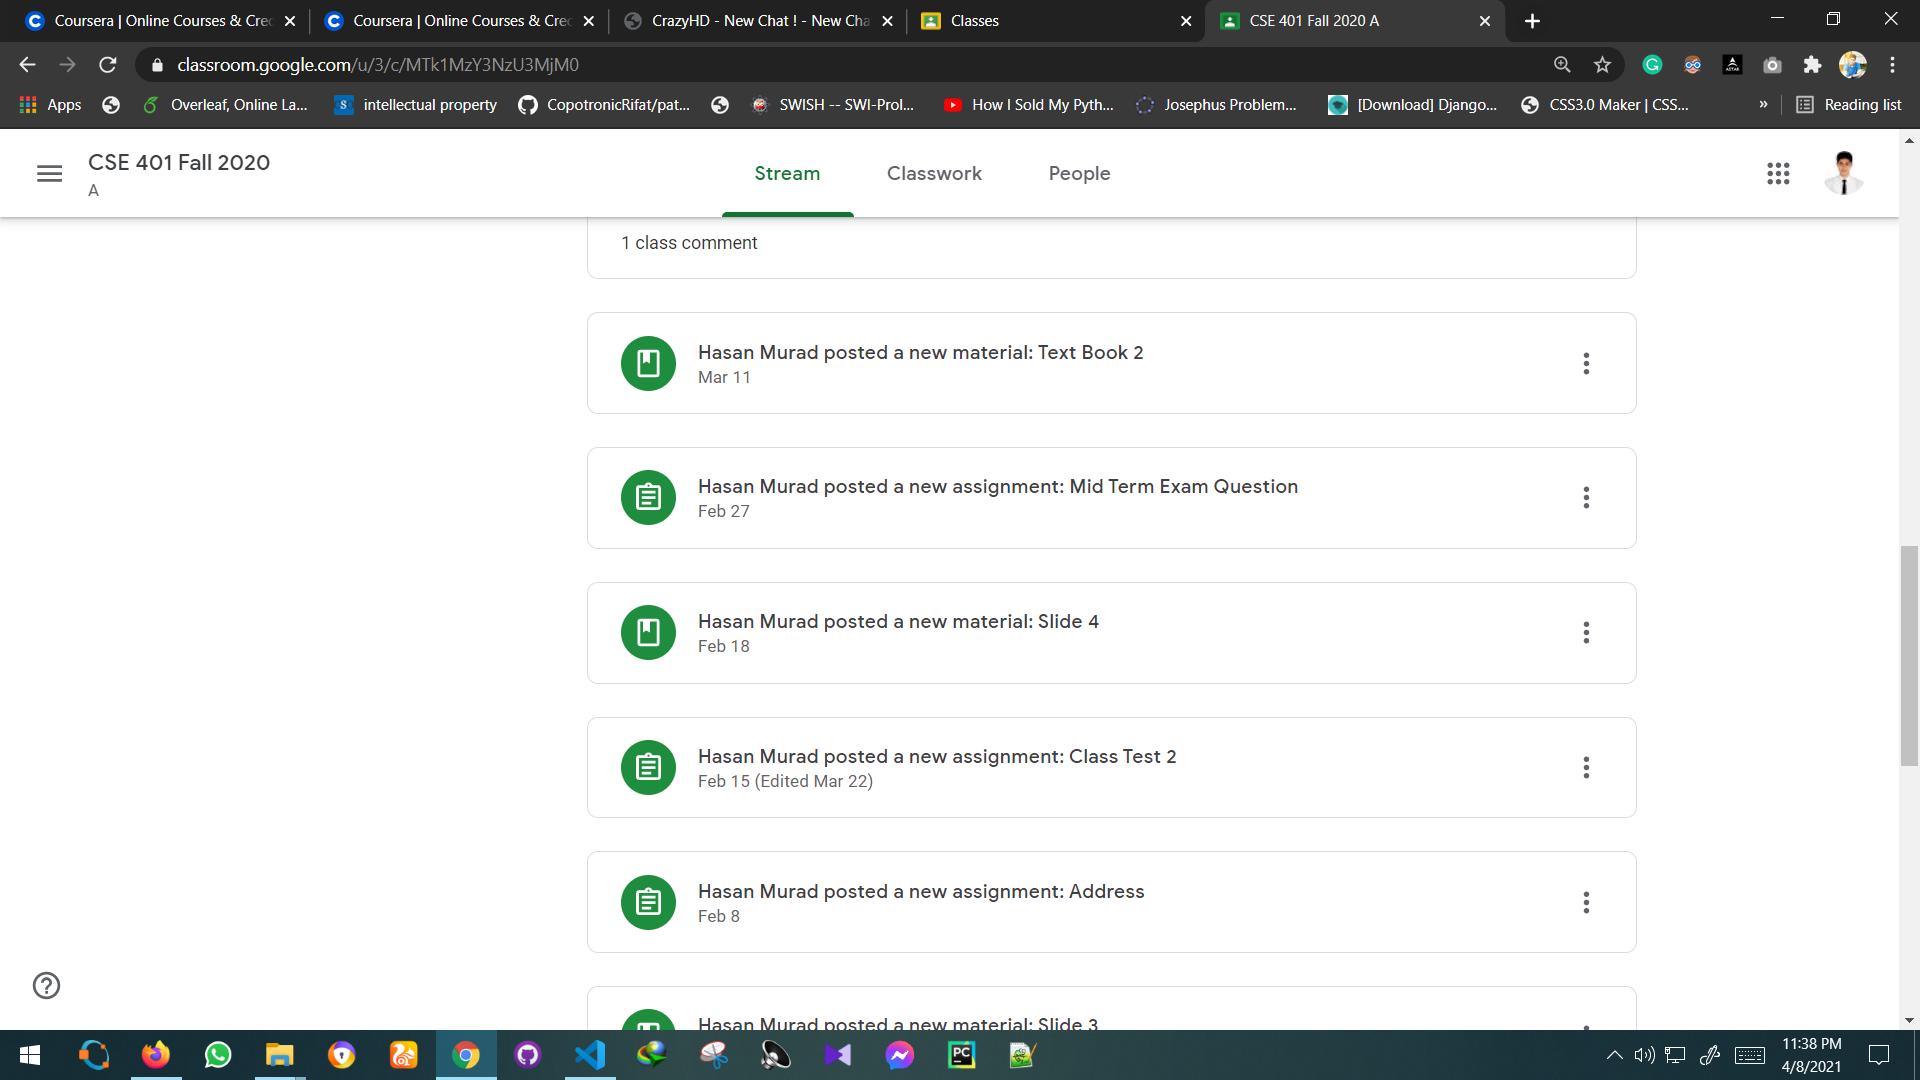 Coursera | Online Courses & Cre
Coursera | Online Courses & Cre
CrazyHD - New Chat ! - New Cha
Classes
CSE 401 Fall 2020 A
classroom.google.com/u/3/c/MTk1MzY3NzU3MjM0
Apps
Overleaf, Online La...
intellectual property
CopotronicRifat/pat...
SWISH -- SWI-Prol...
How I Sold My Pyth...
Josephus Problem...
[Download] Django...
CSS3.0 Maker | CSS...
»
Reading list
CSE 401 Fall 2020
A
Stream
Classwork
People
1 class comment
Hasan Murad posted a new material: Text Book 2
Mar 11
Hasan Murad posted a new assignment: Mid Term Exam Question
Feb 27
Hasan Murad posted a new material: Slide 4
Feb 18
Hasan Murad posted a new assignment: Class Test 2
Feb 15 (Edited Mar 22)
Hasan Murad posted a new assignment: Address
Feb 8
Hasan Murad posted a new material: Slide 3
11:38 PM
4/8/2021